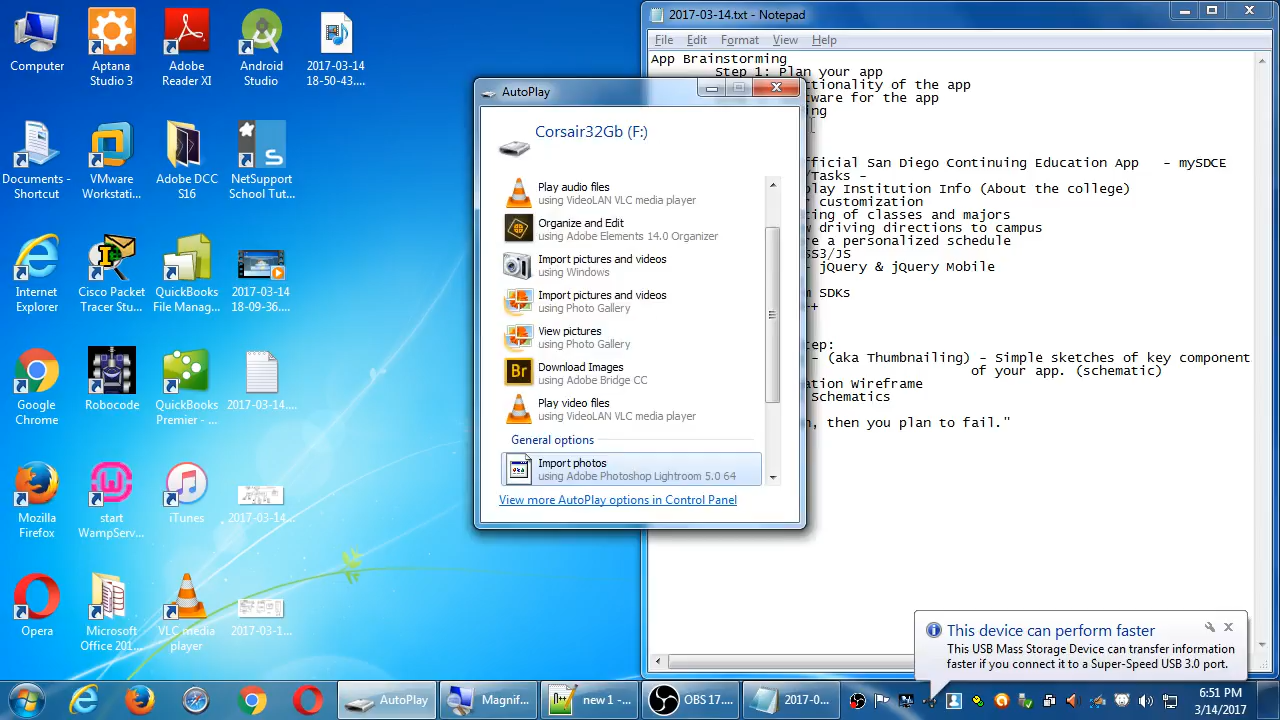 Computer
Aptana
Studio 3
Adobe
Reader XI
Android
Studio
2017-03-14
18-50-43....
Documents -
Shortcut
VMware
Workstati...
Adobe DCC
S16
NetSupport
School Tut...
Internet
Explorer
Cisco Packet
Tracer Stu...
QuickBooks
File Manag...
2017-03-14
18-09-36....
Google
Chrome
Robocode
QuickBooks
Premier - ...
2017-03-14....
Mozilla
Firefox
start
WampServ...
iTunes
2017-03-14...
Opera
Microsoft
Office 201...
VLC media
player
2017-03-1...
AutoPlay
Corsair32Gb (F:)
Play audio files
using VideoLAN VLC media player
Organize and Edit
using Adobe Elements 14.0 Organizer
Import pictures and videos
using Windows
Import pictures and videos
using Photo Gallery
View pictures
using Photo Gallery
Br
Download Images
using Adobe Bridge CC
Play video files
using VideoLAN VLC media player
General options
Import photos
using Adobe Photoshop Lightroom 5.0 64
View more AutoPlay options in Control Panel
2017-03-14.txt - Notepad
File Edit Format View Help
App Brainstorming
Step 1: Plan your app
ctionality of the app
tware for the app
ing
fficial San Diego Continuing Education App - mySDCE
/Tasks -
play Institution Info (About the college)
r customization
ting of classes and majors
w driving directions to campus
te a personalized schedule
SS3/JS
- jQuery & jQuery Mobile
m SDKs
++
tep:
- (aka Thumbnailing) - Simple sketches of key component
of your app. (schematic)
ation Wireframe
Schematics
n, then you plan to fail."
This device can perform faster
This USB Mass Storage Device can transfer information
faster if you connect it to a Super-Speed USB 3.0 port.
AutoPlay
Magnif...
new 1 -...
OBS 17....
2017-0...
6:51 PM
3/14/2017